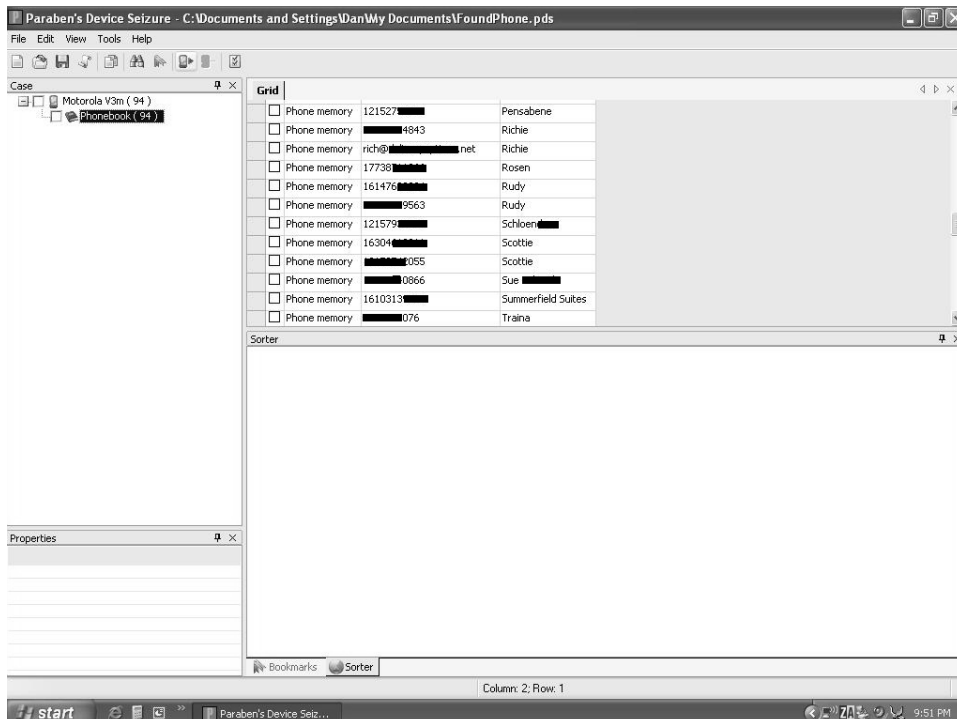 Paraben's Device Seizure - C:\Documents and Settings\Dan\My Documents\FoundPhone.pds
File Edit View Tools Help
Case
Motorola V3m ( 94 )
Phonebook ( 94 )
Properties
Grid
Phone memory 121527 Pensabene
Phone memory 4843 Richie
Phone memory rich@ .net Richie
Phone memory 17738 Rosen
Phone memory 161476 Rudy
Phone memory 9563 Rudy
Phone memory 121579 Schloen
Phone memory 16304 Scottie
Phone memory 2055 Scottie
Phone memory 0866 Sue
Phone memory 1610313 Summerfield Suites
Phone memory 076 Traina
Sorter
Bookmarks Sorter
Column: 2; Row: 1
start Paraben's Device Seiz... 9:51 PM